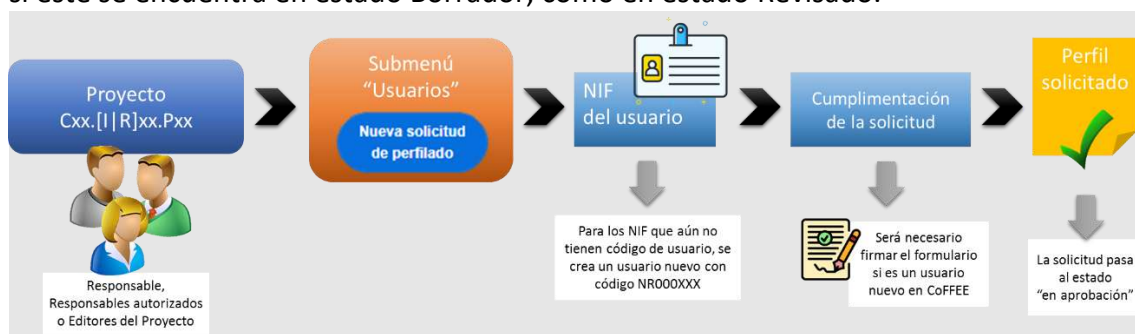 si este se encuentra en estado Borrador, como en estado Revisado.
Proyecto
Cxx.[I|R]xx.Pxx
Responsable,
Responsables autorizados
o Editores del Proyecto
Submenú
“Usuarios”
Nueva solicitud
de perfilado
NIF
del usuario
Para los NIF que aún no
tienen código de usuario, se
crea un usuario nuevo con
código NR000XXX
Cumplimentación
de la solicitud
Será necesario
firmar el formulario
si es un usuario
nuevo en CoFFEE
Perfil
solicitado
La solicitud pasa
al estado
“en aprobación”